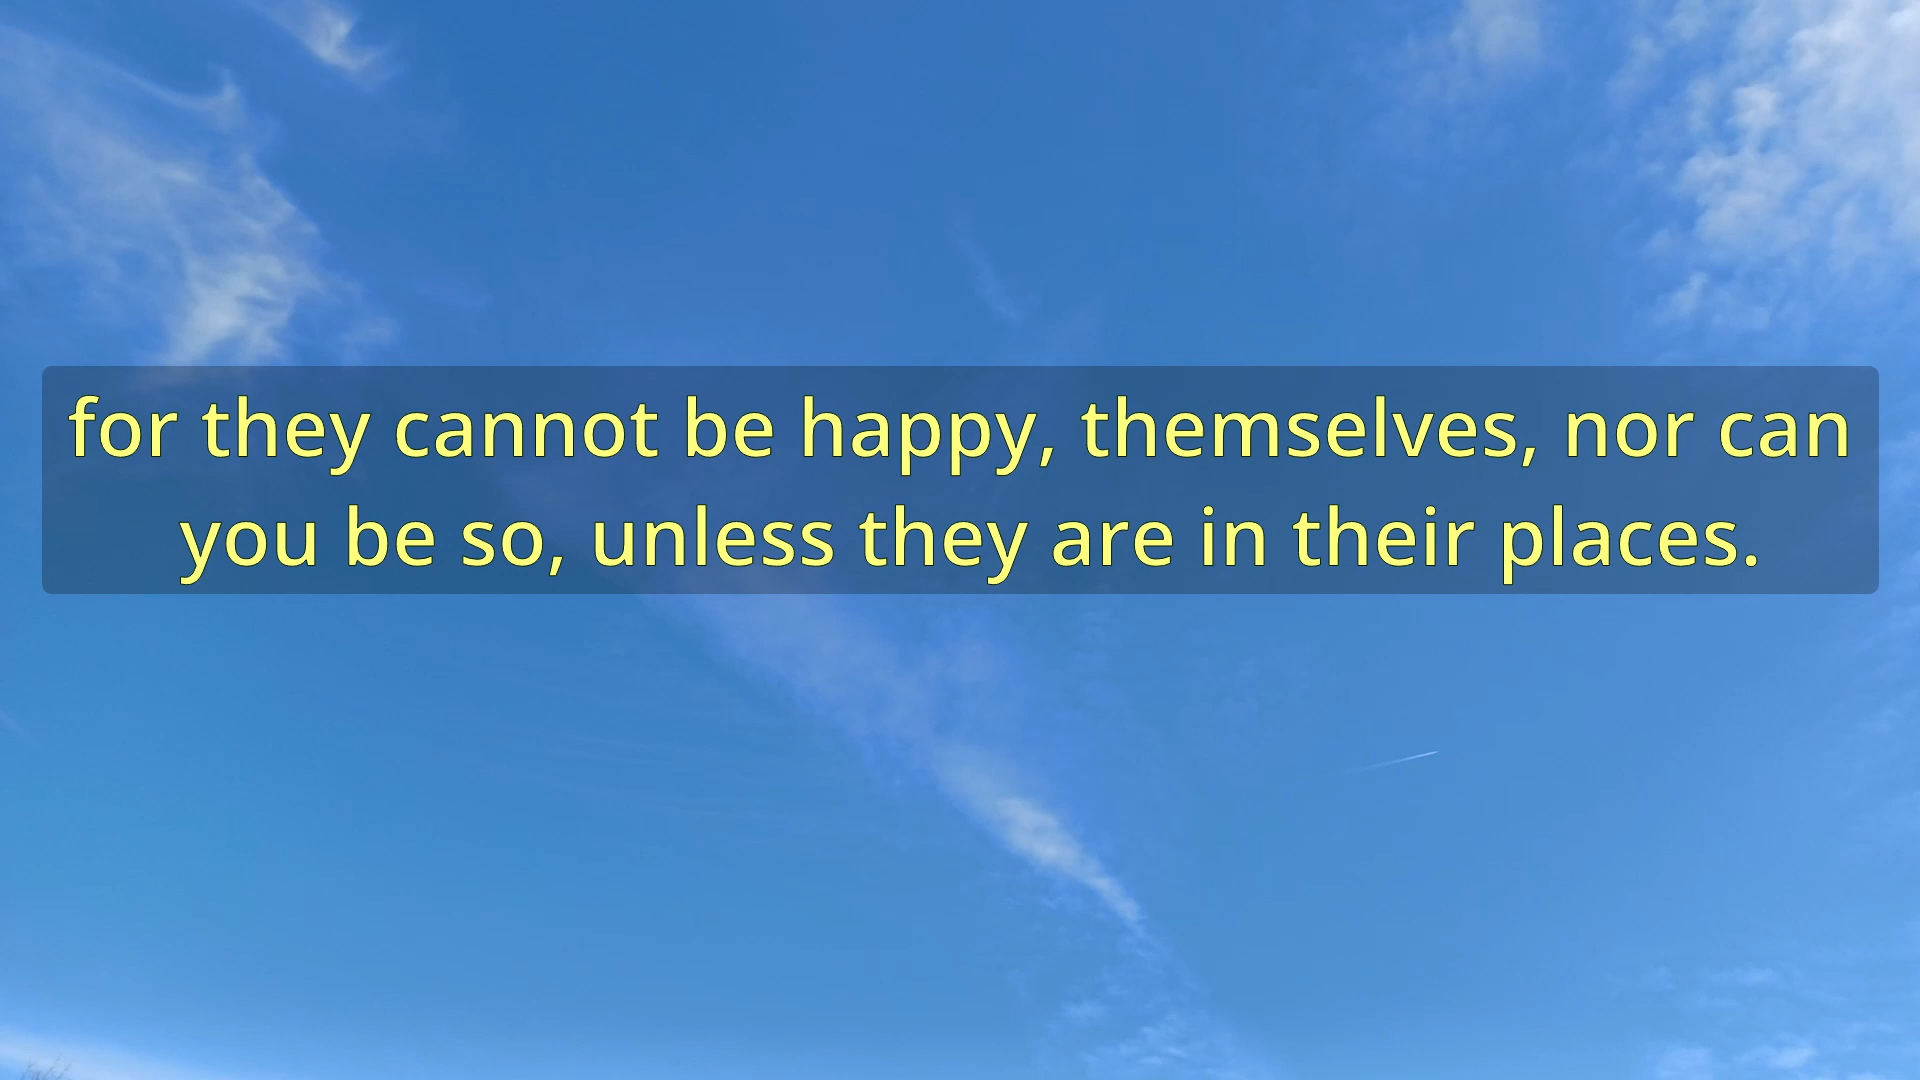 for they cannot be happy, themselves, nor can
you be so, unless they are in their places.